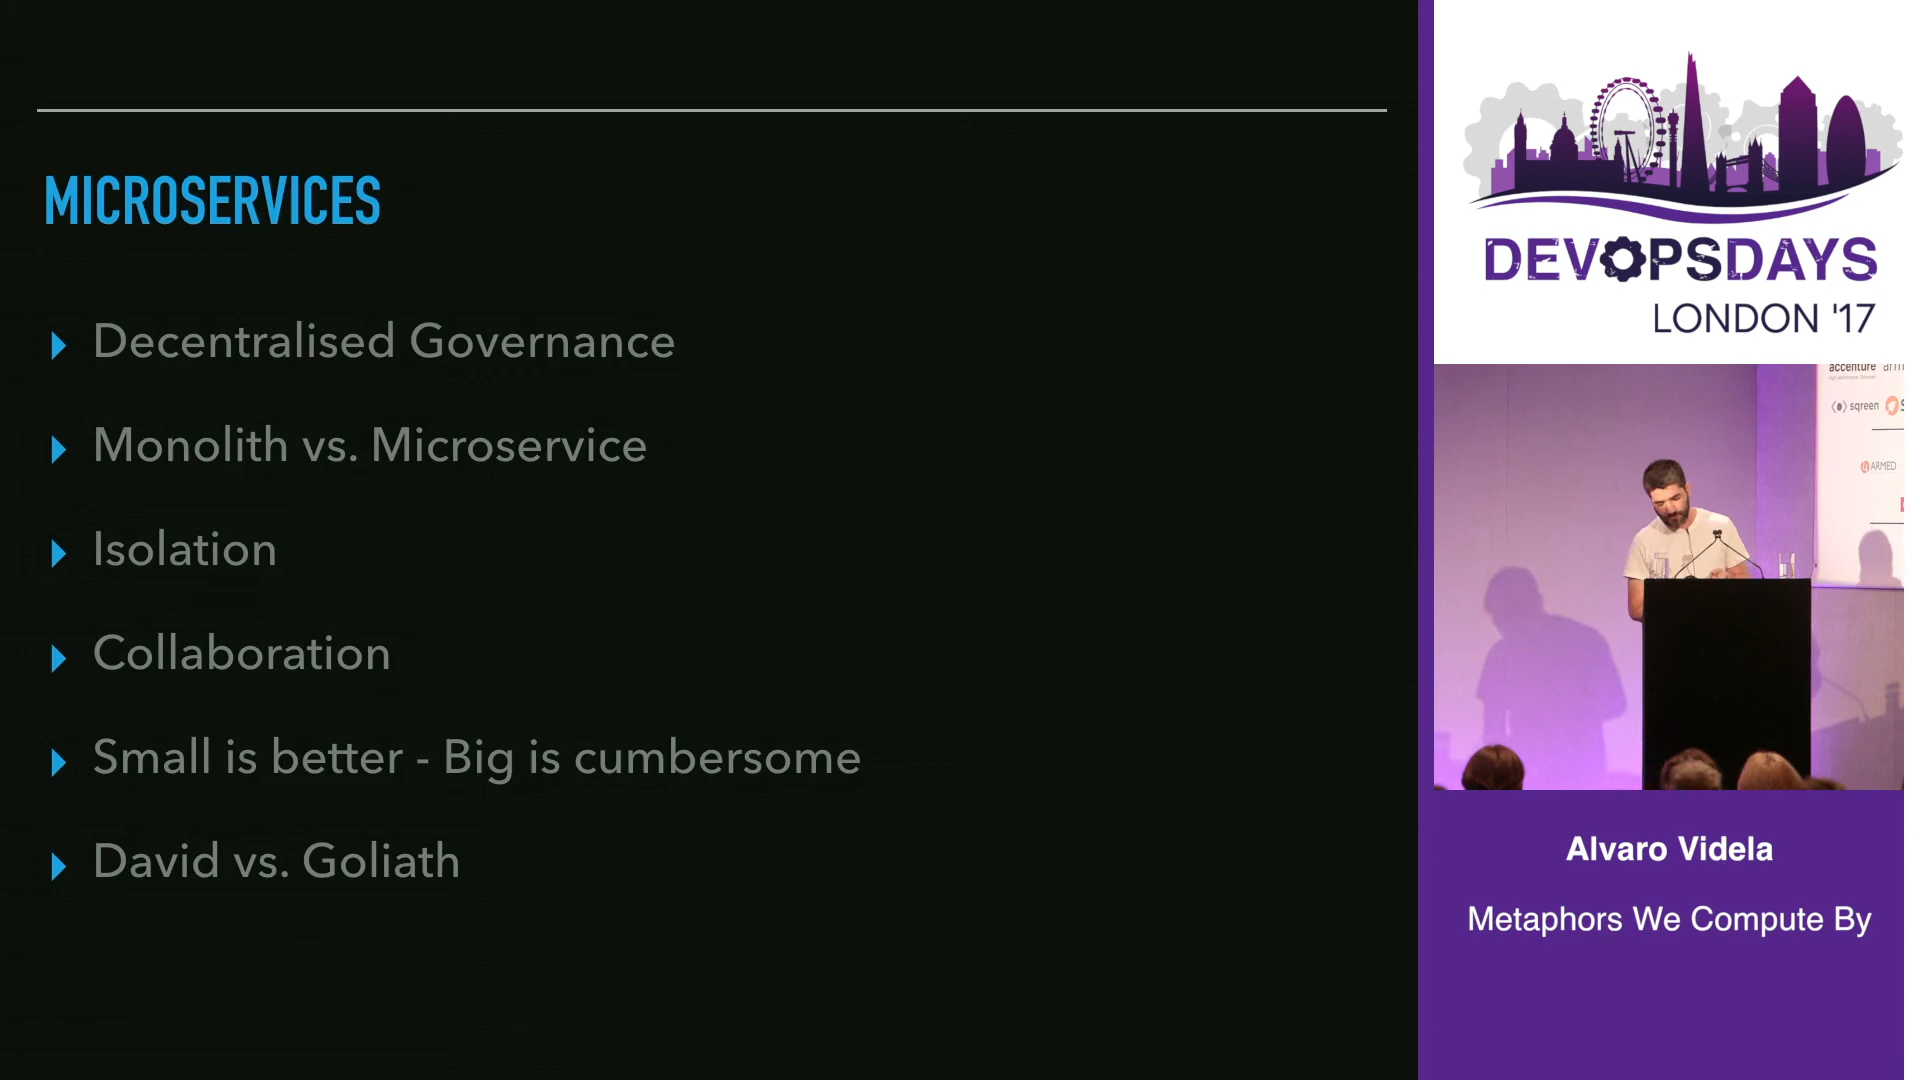 MICROSERVICES
Decentralised Governance
Monolith vs. Microservice
Isolation
Collaboration
Small is better - Big is cumbersome
David vs. Goliath
DEVOPSDAYS
LONDON '17
accenture
sqreen
ARMED
Alvaro Videla
Metaphors We Compute By